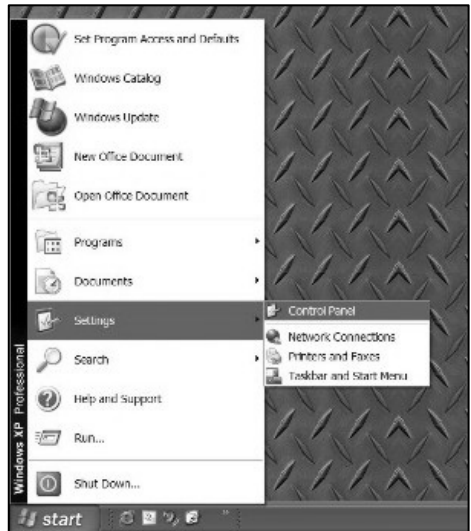 Set Program Access and Defaults
Windows Catalog
Windows Update
New Office Document
Open Office Document
Programs
Documents
Settings
Search
Help and Support
Run...
Shut Down...
Control Panel
Network Connections
Printers and Faxes
Taskbar and Start Menu
Windows XP Professional
start